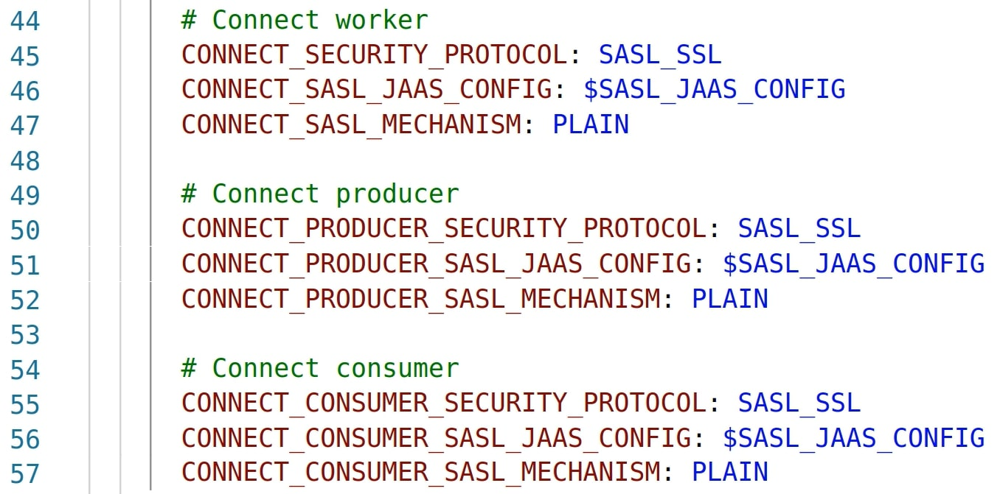 44 # Connect worker
45 CONNECT_SECURITY_PROTOCOL: SASL_SSL
46 CONNECT_SASL_JAAS_CONFIG: $SASL_JAAS_CONFIG
47 CONNECT_SASL_MECHANISM: PLAIN
48
49 # Connect producer
50 CONNECT_PRODUCER_SECURITY_PROTOCOL: SASL_SSL
51 CONNECT_PRODUCER_SASL_JAAS_CONFIG: $SASL_JAAS_CONFIG
52 CONNECT_PRODUCER_SASL_MECHANISM: PLAIN
53
54 # Connect consumer
55 CONNECT_CONSUMER_SECURITY_PROTOCOL: SASL_SSL
56 CONNECT_CONSUMER_SASL_JAAS_CONFIG: $SASL_JAAS_CONFIG
57 CONNECT_CONSUMER_SASL_MECHANISM: PLAIN